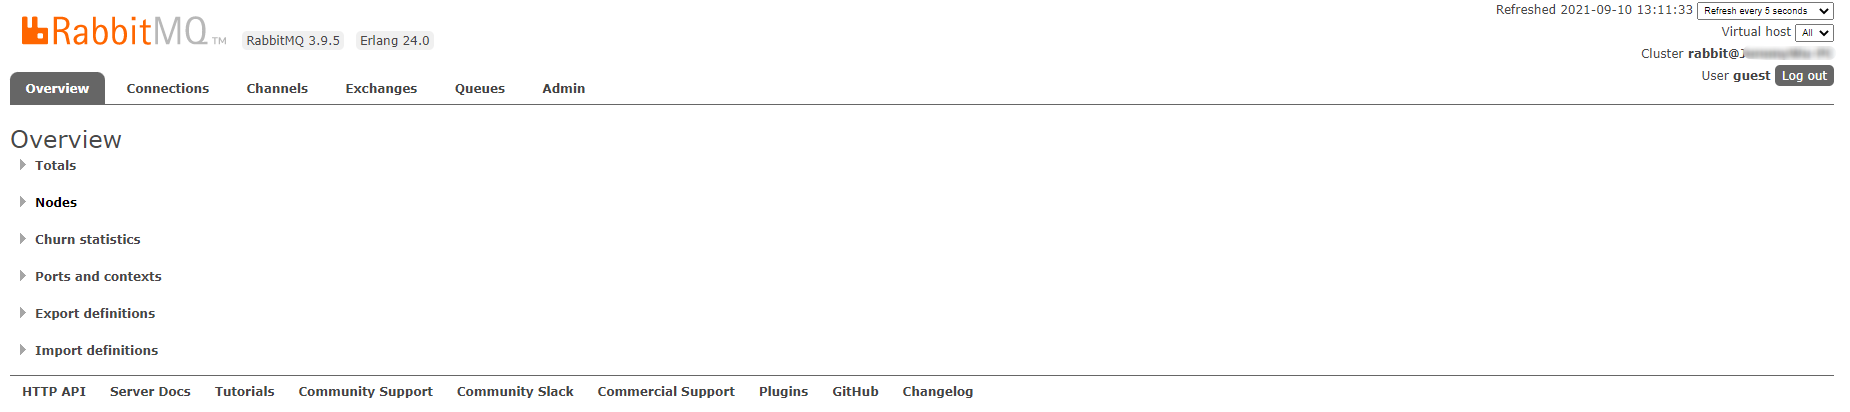 Refreshed 2021-09-10 13:11:33 Refresh every 5 seconds
RabbitMQ TM RabbitMQ 3.9.5 Erlang 24.0
Virtual host All
Cluster rabbit@
User guest Log out
Overview Connections Channels Exchanges Queues Admin
Overview
Totals
Nodes
Churn statistics
Ports and contexts
Export definitions
Import definitions
HTTP API Server Docs Tutorials Community Support Community Slack Commercial Support Plugins GitHub Changelog